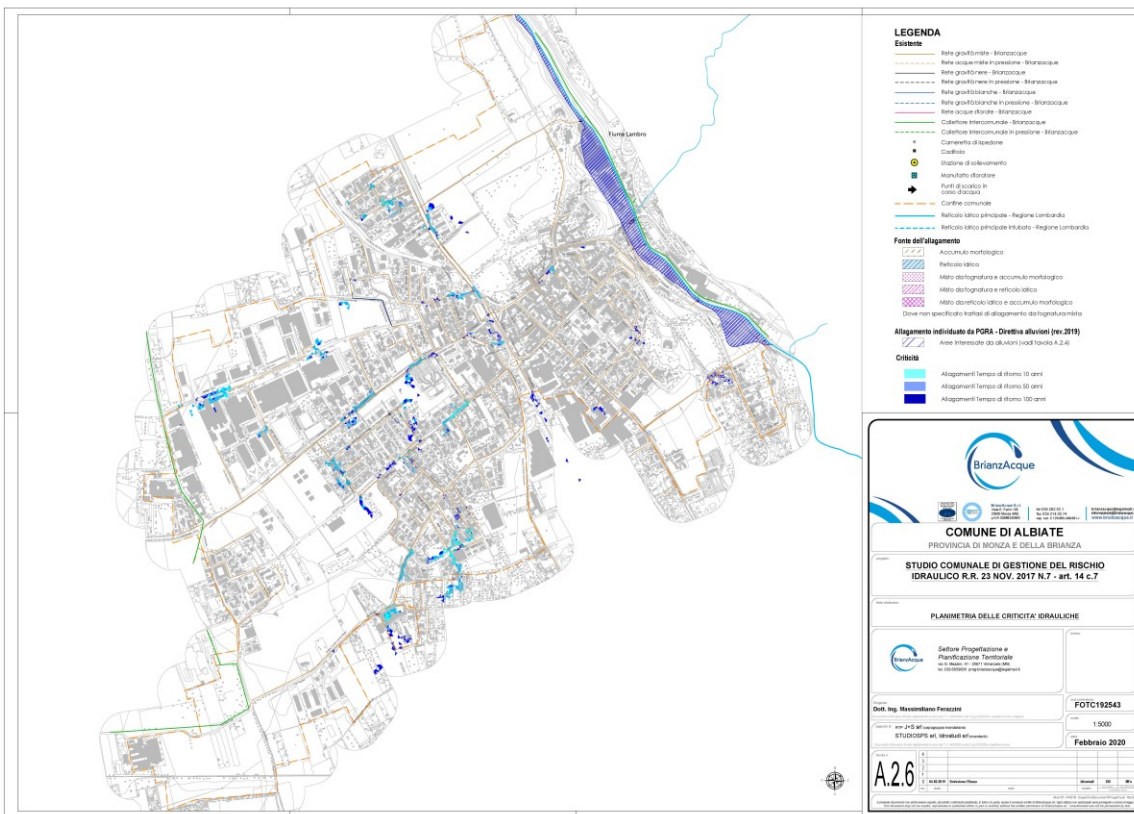 Fiume Lambro
LEGENDA
Esistente
Rete gravità miste - Brianzacque
Rete acque miste in pressione - Brianzacque
Rete gravità nere - Brianzacque
Rete gravità nere in pressione - Brianzacque
Rete gravità bianche - Brianzacque
Rete gravità bianche in pressione - Brianzacque
Rete acque sfiorate - Brianzacque
Collettore Intercomunale - Brianzacque
Collettore Intercomunale in pressione - Brianzacque
Cameretta di ispezione
Caditoia
Stazione di sollevamento
Manufatto sfioratore
Punti di scarico in
corso d'acqua
Confine comunale
Reticolo idrico principale - Regione Lombardia
Reticolo idrico principale intubato - Regione Lombardia
Fonte dell'allagamento
Accumulo morfologico
Reticolo idrico
Misto da fognatura e accumulo morfologico
Misto da fognatura e reticolo idrico
Misto da reticolo idrico e accumulo morfologico
Dove non specificato trattasi di allagamento da fognatura mista
Allagamento individuato da PGRA - Direttiva alluvioni (rev.2019)
Aree interessate da alluvioni (vedi tavola A.2.4)
Criticità
Allagamenti Tempo di ritorno 10 anni
Allagamenti Tempo di ritorno 50 anni
Allagamenti Tempo di ritorno 100 anni
BrianzAcque
BrianzAcque S.r.l.
COMUNE DI ALBIATE
PROVINCIA DI MONZA E DELLA BRIANZA
STUDIO COMUNALE DI GESTIONE DEL RISCHIO
IDRAULICO R.R. 23 NOV. 2017 N.7 - art. 14 c.7
PLANIMETRIA DELLE CRITICITA' IDRAULICHE
BrianzAcque
Settore Progettazione e
Pianificazione Territoriale
Dott. Ing. Massimiliano Ferazzini
FOTC192543
J+S srl
STUDIOSPS srl, Idrostudi srl
1:5000
Febbraio 2020
A.2.6